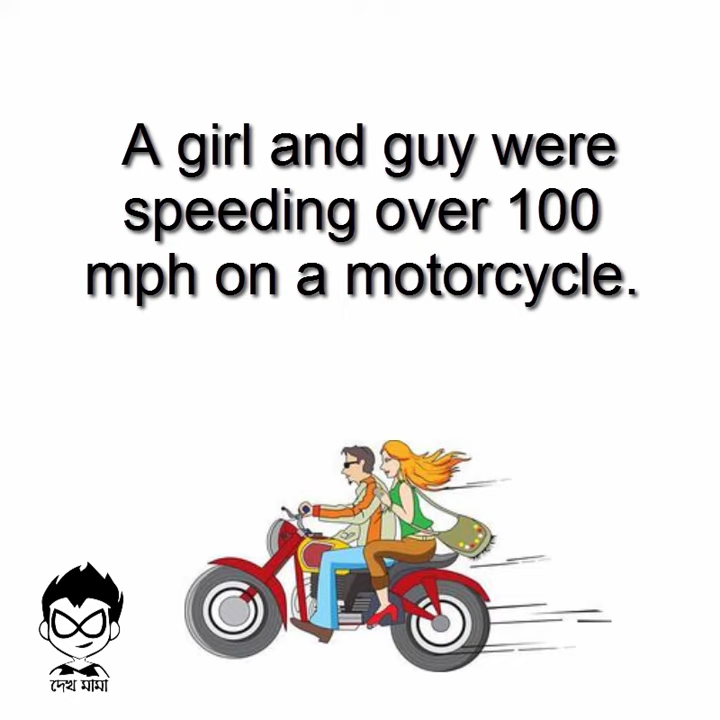 A girl and guy were
speeding over 100
mph on a motorcycle.
দেখ মামা